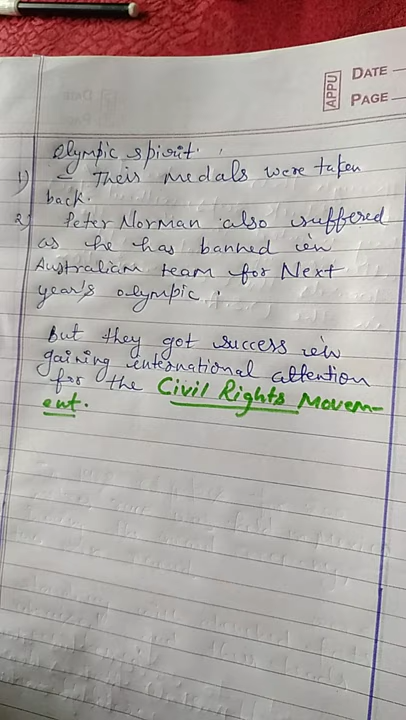 APPU
DATE
PAGE
Olympic spirit.
1) Their medals were taken
back.
2) Peter Norman also suffered
as he has banned in
Australian team for Next
year's olympic.
But they got success in
gaining international attention
for the Civil Rights Movem-
ent.